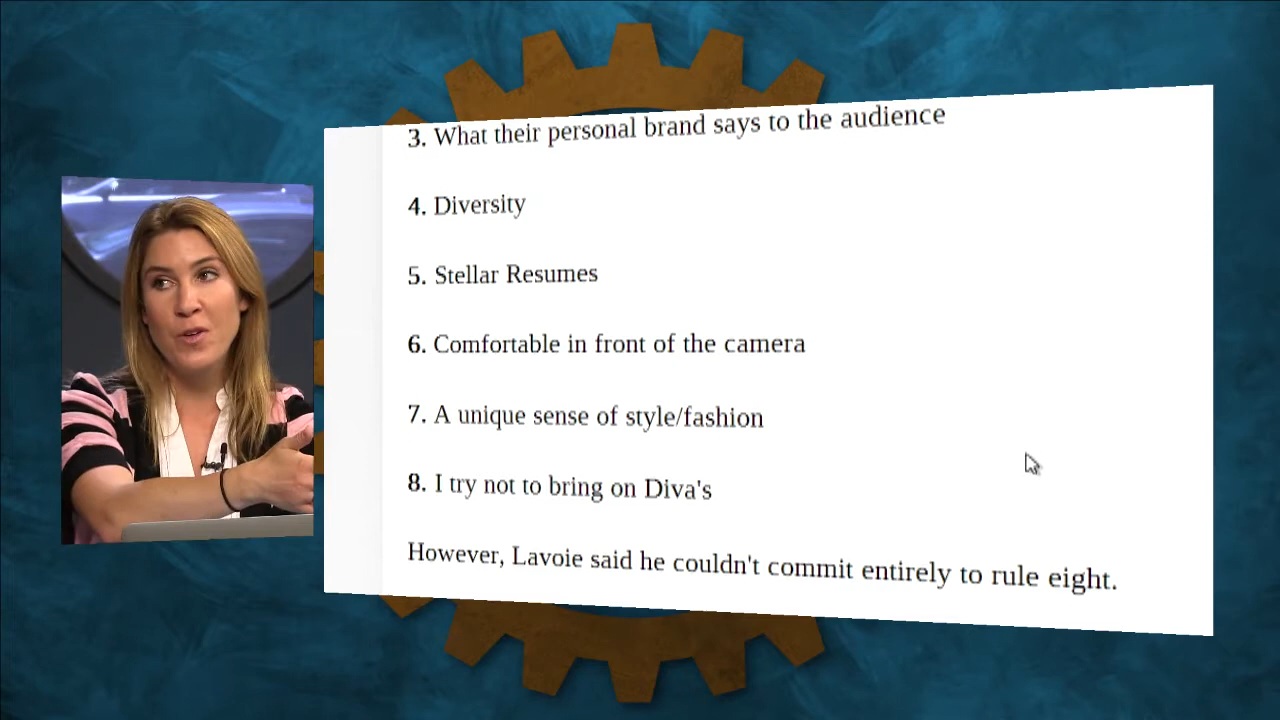 3. What their personal brand says to the audience
4. Diversity
5. Stellar Resumes
6. Comfortable in front of the camera
7. A unique sense of style/fashion
8. I try not to bring on Diva's
However, Lavoie said he couldn't commit entirely to rule eight.